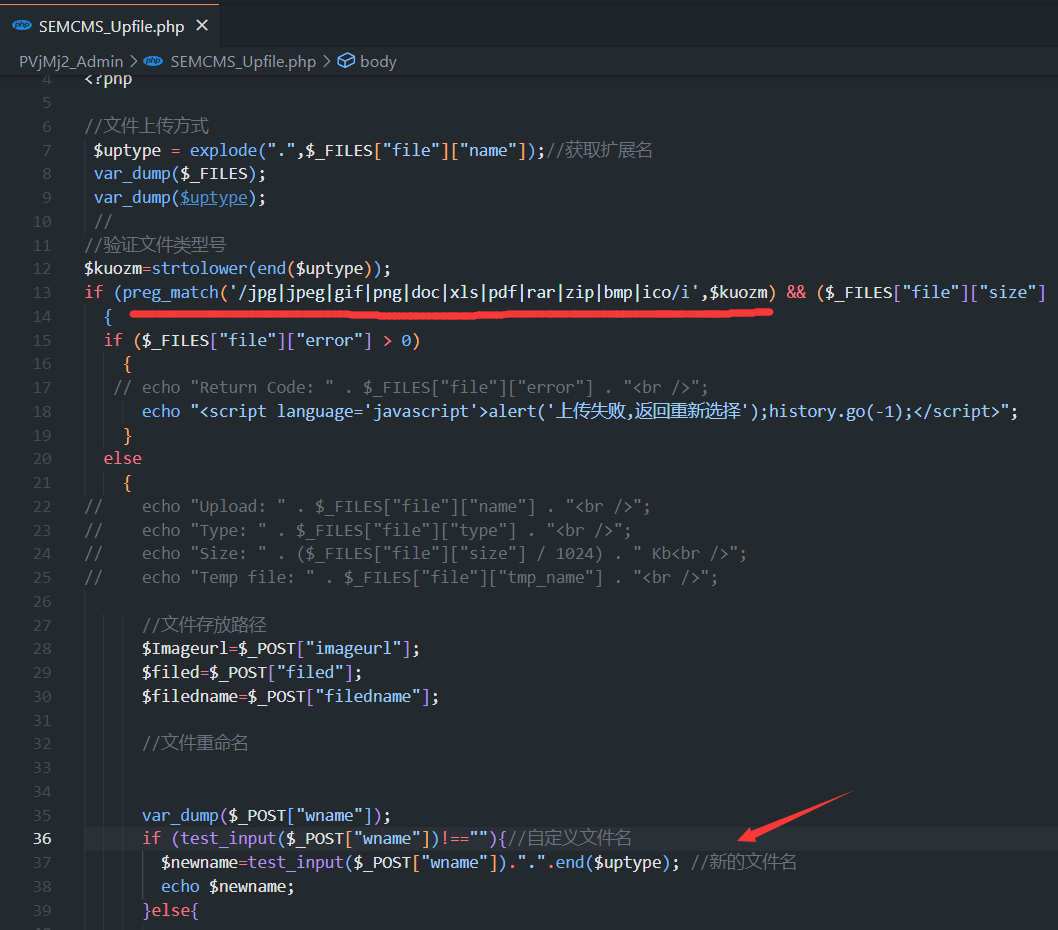 php SEMCMS_Upfile.php ×
PVjMj2_Admin > php SEMCMS_Upfile.php > body
4 <?php
5
6 //文件上传方式
7 $uptype = explode(".",$_FILES["file"]["name"]);//获取扩展名
8 var_dump($_FILES);
9 var_dump($uptype);
10 //
11 //验证文件类型号
12 $kuozm=strtolower(end($uptype));
13 if (preg_match('/jpg|jpeg|gif|png|doc|xls|pdf|rar|zip|bmp|ico/i',$kuozm) && ($_FILES["file"]["size"]
14 {
15 if ($_FILES["file"]["error"] > 0)
16 {
17 // echo "Return Code: " . $_FILES["file"]["error"] . "<br />";
18 echo "<script language='javascript'>alert('上传失败,返回重新选择');history.go(-1);</script>";
19 }
20 else
21 {
22 // echo "Upload: " . $_FILES["file"]["name"] . "<br />";
23 // echo "Type: " . $_FILES["file"]["type"] . "<br />";
24 // echo "Size: " . ($_FILES["file"]["size"] / 1024) . " Kb<br />";
25 // echo "Temp file: " . $_FILES["file"]["tmp_name"] . "<br />";
26
27 //文件存放路径
28 $Imageurl=$_POST["imageurl"];
29 $filed=$_POST["filed"];
30 $filedname=$_POST["filedname"];
31
32 //文件重命名
33
34
35 var_dump($_POST["wname"]);
36 if (test_input($_POST["wname"])!==""){//自定义文件名
37 $newname=test_input($_POST["wname"]).".".end($uptype); //新的文件名
38 echo $newname;
39 }else{